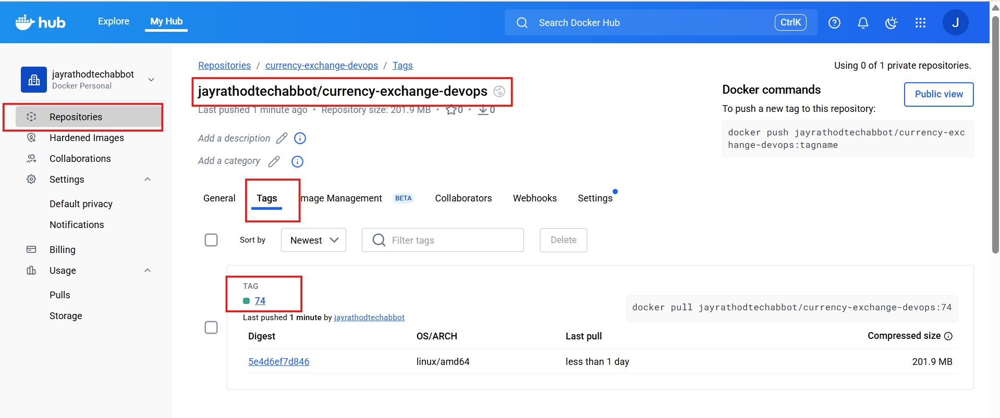 hub
Explore
My Hub
Search Docker Hub
CtrlK
J
jayrathodtechabbot
Docker Personal
Repositories
Hardened Images
Collaborations
Settings
Default privacy
Notifications
Billing
Usage
Pulls
Storage
Repositories / currency-exchange-devops / Tags
Using 0 of 1 private repositories.
jayrathodtechabbot/currency-exchange-devops
Last pushed 1 minute ago • Repository size: 201.9 MB • 0 • 0
Add a description
Add a category
Docker commands
Public view
To push a new tag to this repository:
docker push jayrathodtechabbot/currency-exc
hange-devops:tagname
General
Tags
mage Management
BETA
Collaborators
Webhooks
Settings
Sort by
Newest
Filter tags
Delete
TAG
74
docker pull jayrathodtechabbot/currency-exchange-devops:74
Last pushed 1 minute by jayrathodtechabbot
Digest
OS/ARCH
Last pull
Compressed size
5e4d6ef7d846
linux/amd64
less than 1 day
201.9 MB